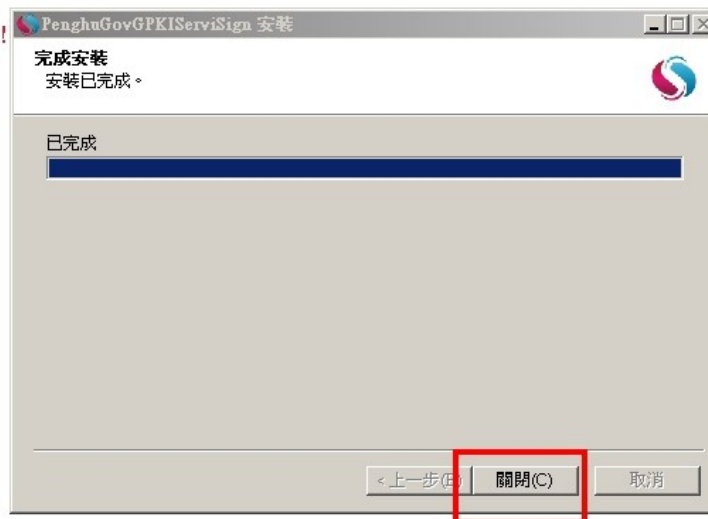 !
PenghuGovGPKIServiSign 安裝
完成安裝
安裝已完成。
已完成
<上一步(B)
關閉(C)
取消